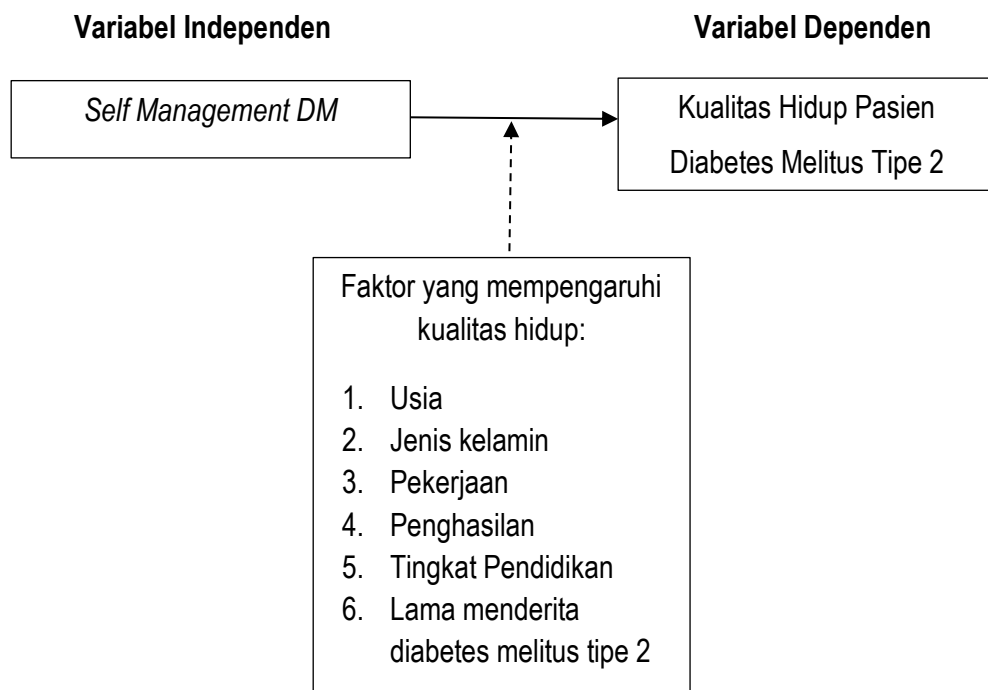 Variabel Independen
Variabel Dependen
Self Management DM
Kualitas Hidup Pasien
Diabetes Melitus Tipe 2
Faktor yang mempengaruhi
kualitas hidup:
1. Usia
2. Jenis kelamin
3. Pekerjaan
4. Penghasilan
5. Tingkat Pendidikan
6. Lama menderita
diabetes melitus tipe 2